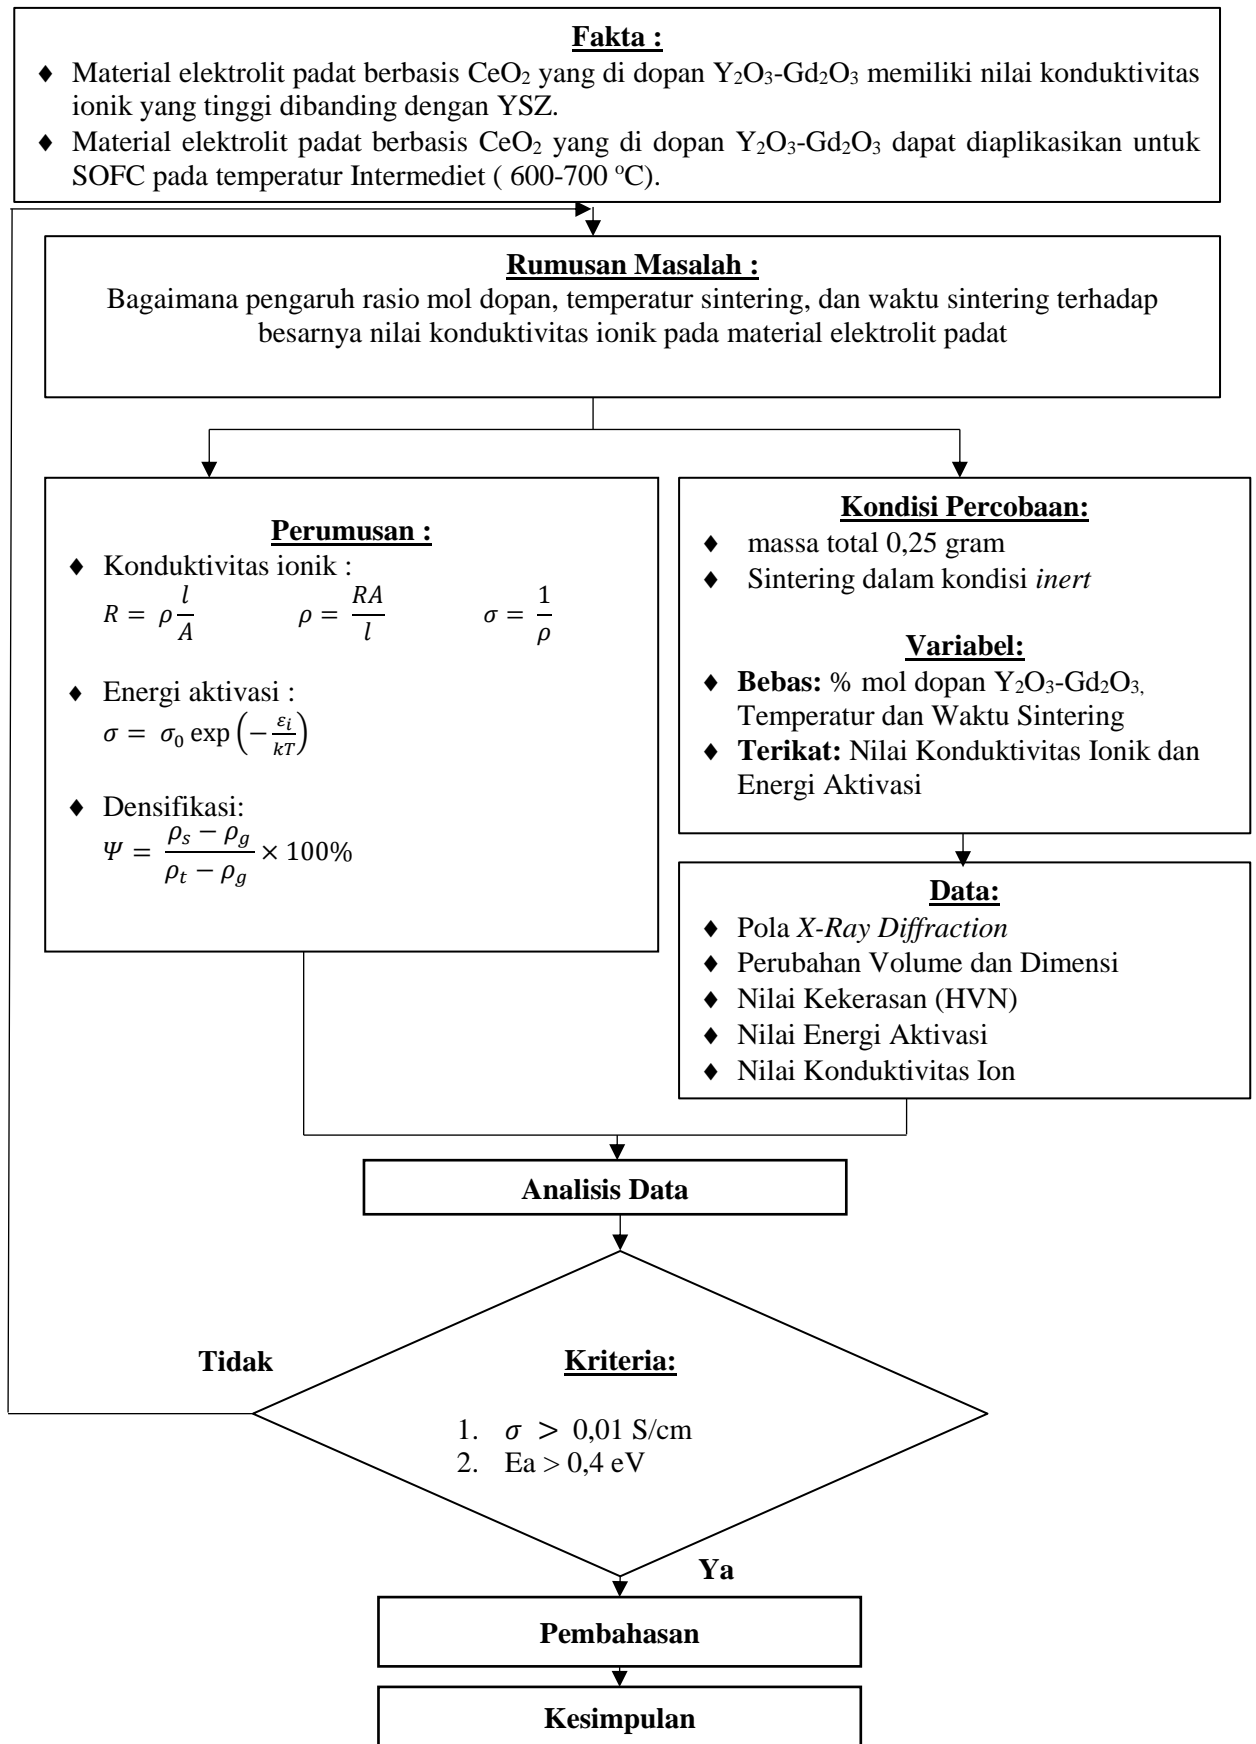 Fakta :
♦ Material elektrolit padat berbasis CeO₂ yang di dopan Y₂O₃-Gd₂O₃ memiliki nilai konduktivitas
ionik yang tinggi dibanding dengan YSZ.
♦ Material elektrolit padat berbasis CeO₂ yang di dopan Y₂O₃-Gd₂O₃ dapat diaplikasikan untuk
SOFC pada temperatur Intermediet ( 600-700 ºC).
Rumusan Masalah :
Bagaimana pengaruh rasio mol dopan, temperatur sintering, dan waktu sintering terhadap
besarnya nilai konduktivitas ionik pada material elektrolit padat
Perumusan :
♦ Konduktivitas ionik :
R = ρ l/A    ρ = RA/l    σ = 1/ρ
♦ Energi aktivasi :
σ = σ₀ exp (− εᵢ/kT)
♦ Densifikasi:
Ψ = (ρₛ − ρ_g)/(ρₜ − ρ_g) × 100%
Kondisi Percobaan:
♦ massa total 0,25 gram
♦ Sintering dalam kondisi inert
Variabel:
♦ Bebas: % mol dopan Y₂O₃-Gd₂O₃,
Temperatur dan Waktu Sintering
♦ Terikat: Nilai Konduktivitas Ionik dan
Energi Aktivasi
Data:
♦ Pola X-Ray Diffraction
♦ Perubahan Volume dan Dimensi
♦ Nilai Kekerasan (HVN)
♦ Nilai Energi Aktivasi
♦ Nilai Konduktivitas Ion
Analisis Data
Tidak
Kriteria:
1. σ > 0,01 S/cm
2. Ea > 0,4 eV
Ya
Pembahasan
Kesimpulan